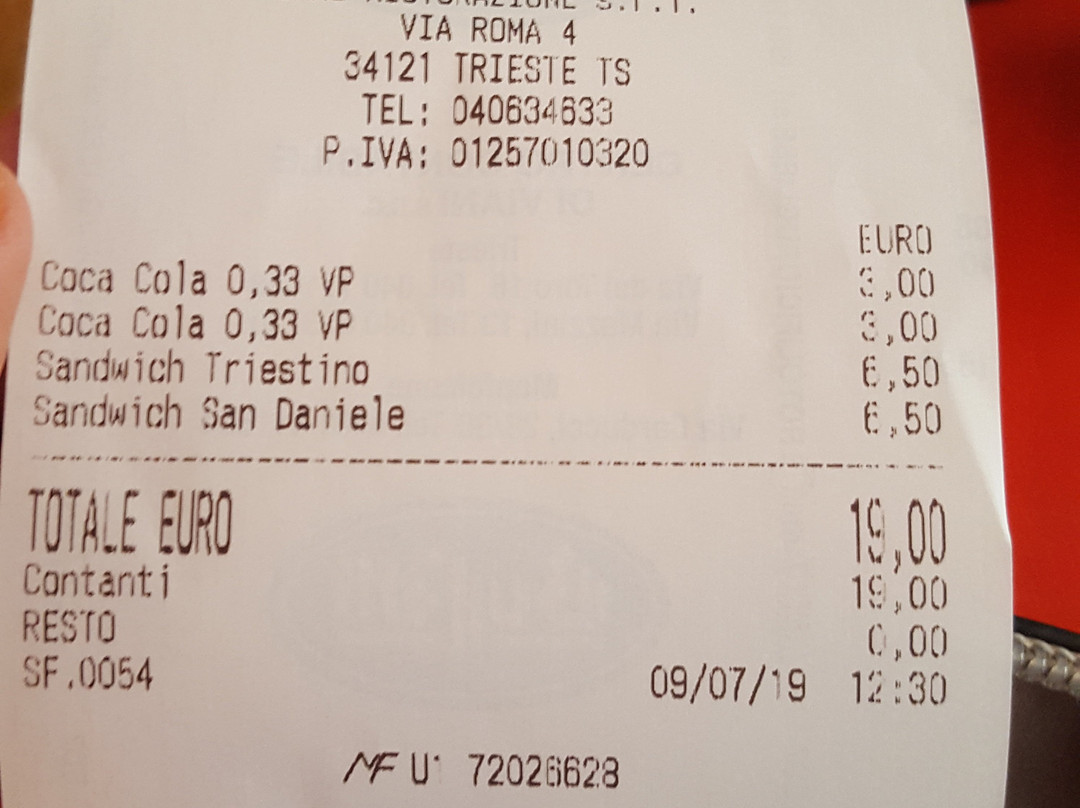 RISTORAZIONE S.r.l.
VIA ROMA 4
34121 TRIESTE TS
TEL: 040634633
P.IVA: 01257010320
EURO
Coca Cola 0,33 VP 3,00
Coca Cola 0,33 VP 3,00
Sandwich Triestino 6,50
Sandwich San Daniele 6,50
TOTALE EURO 19,00
Contanti 19,00
RESTO 0,00
SF.0054 09/07/19 12:30
MF U1 72026628